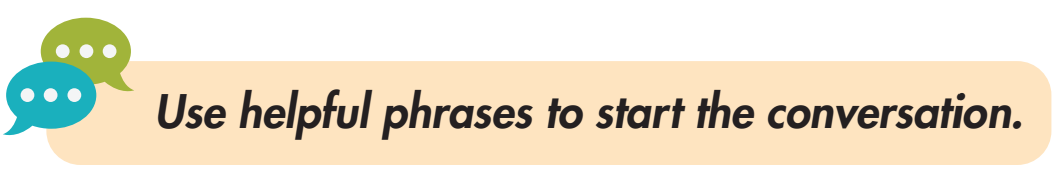 Use helpful phrases to start the conversation.